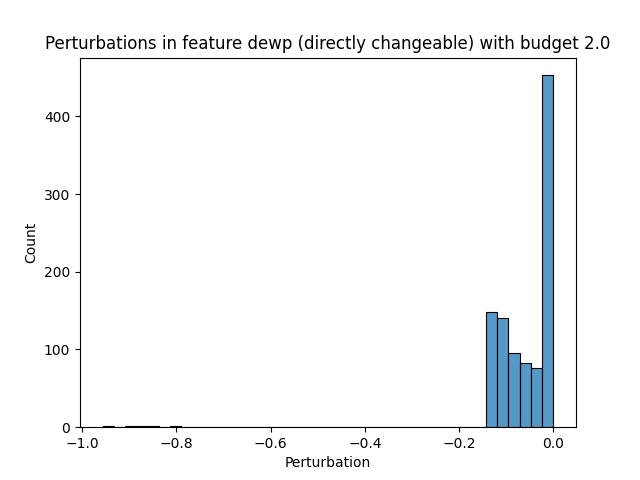 Perturbations in feature dewp (directly changeable) with budget 2.0
Count
400
300
200
100
0
−1.0 −0.8 −0.6 −0.4 −0.2 0.0
Perturbation